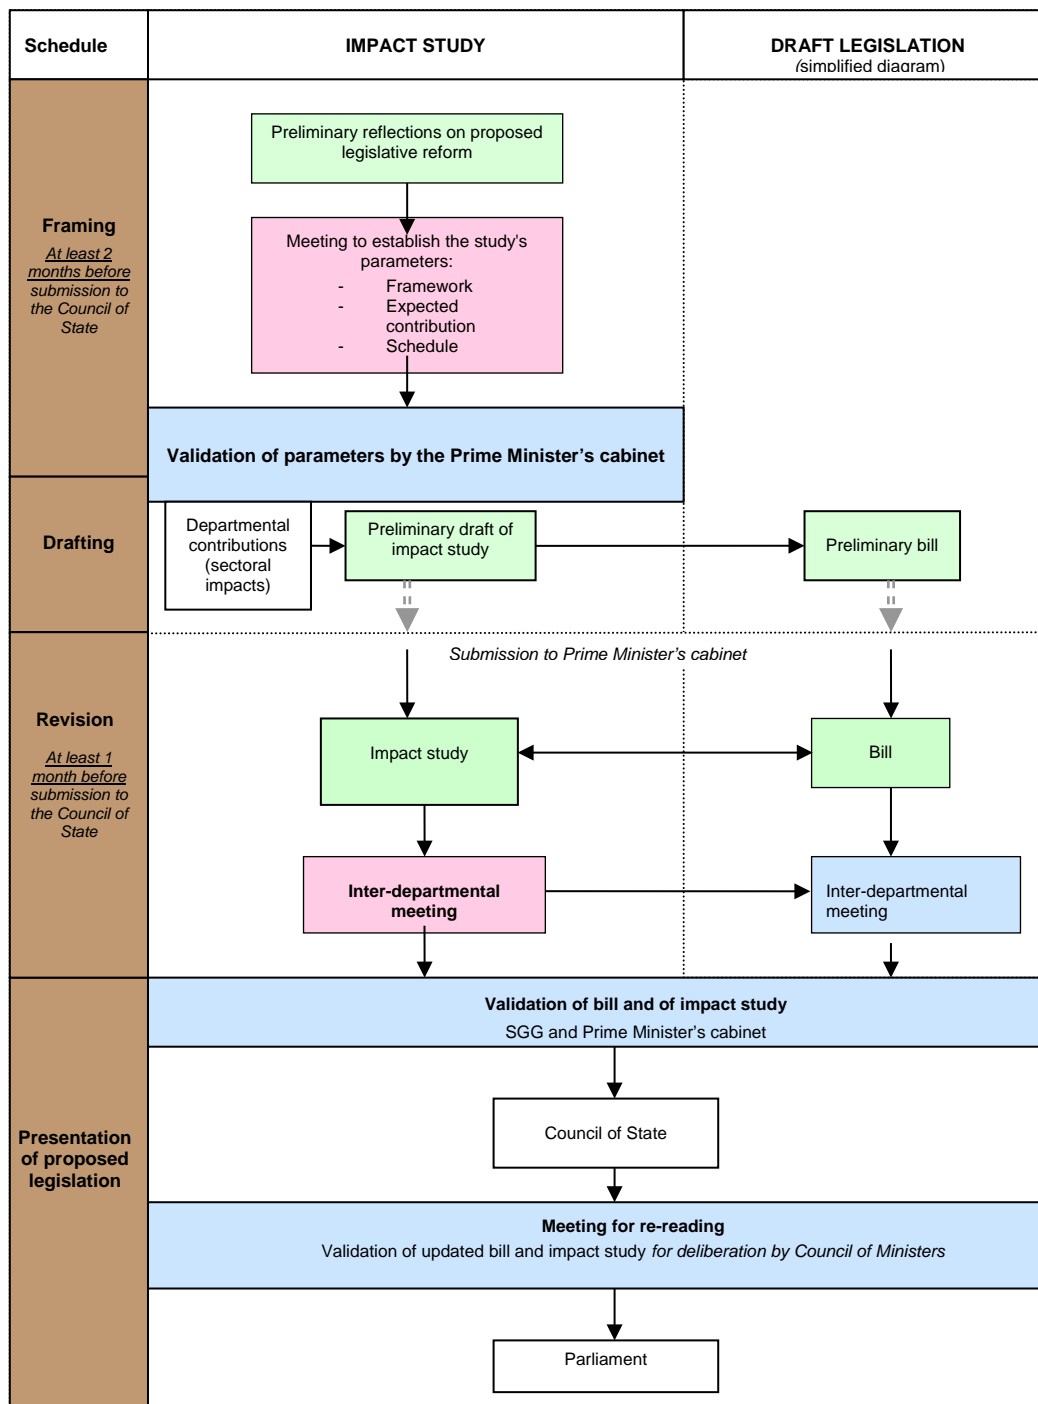 Schedule
IMPACT STUDY
DRAFT LEGISLATION
(simplified diagram)
Framing
At least 2
months before
submission to
the Council of
State
Preliminary reflections on proposed
legislative reform
Meeting to establish the study's
parameters:
- Framework
- Expected
contribution
- Schedule
Validation of parameters by the Prime Minister’s cabinet
Drafting
Departmental
contributions
(sectoral
impacts)
Preliminary draft of
impact study
Preliminary bill
Submission to Prime Minister’s cabinet
Revision
At least 1
month before
submission to
the Council of
State
Impact study
Bill
Inter-departmental
meeting
Inter-departmental
meeting
Validation of bill and of impact study
SGG and Prime Minister’s cabinet
Presentation
of proposed
legislation
Council of State
Meeting for re-reading
Validation of updated bill and impact study for deliberation by Council of Ministers
Parliament